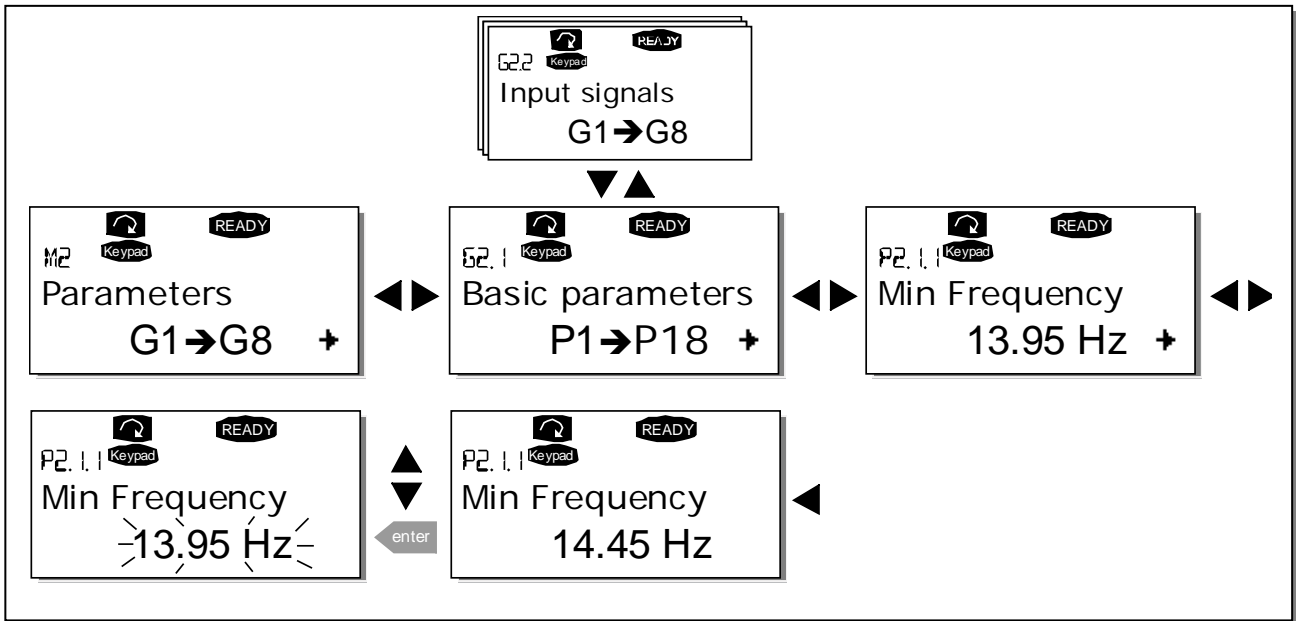 READY
G2.2 Keypad
Input signals
G1➔G8
READY
M2 Keypad
Parameters
G1➔G8
READY
G2.1 Keypad
Basic parameters
P1➔P18
READY
P2.1.1 Keypad
Min Frequency
13.95 Hz
READY
P2.1.1 Keypad
Min Frequency
13.95 Hz
enter
READY
P2.1.1 Keypad
Min Frequency
14.45 Hz